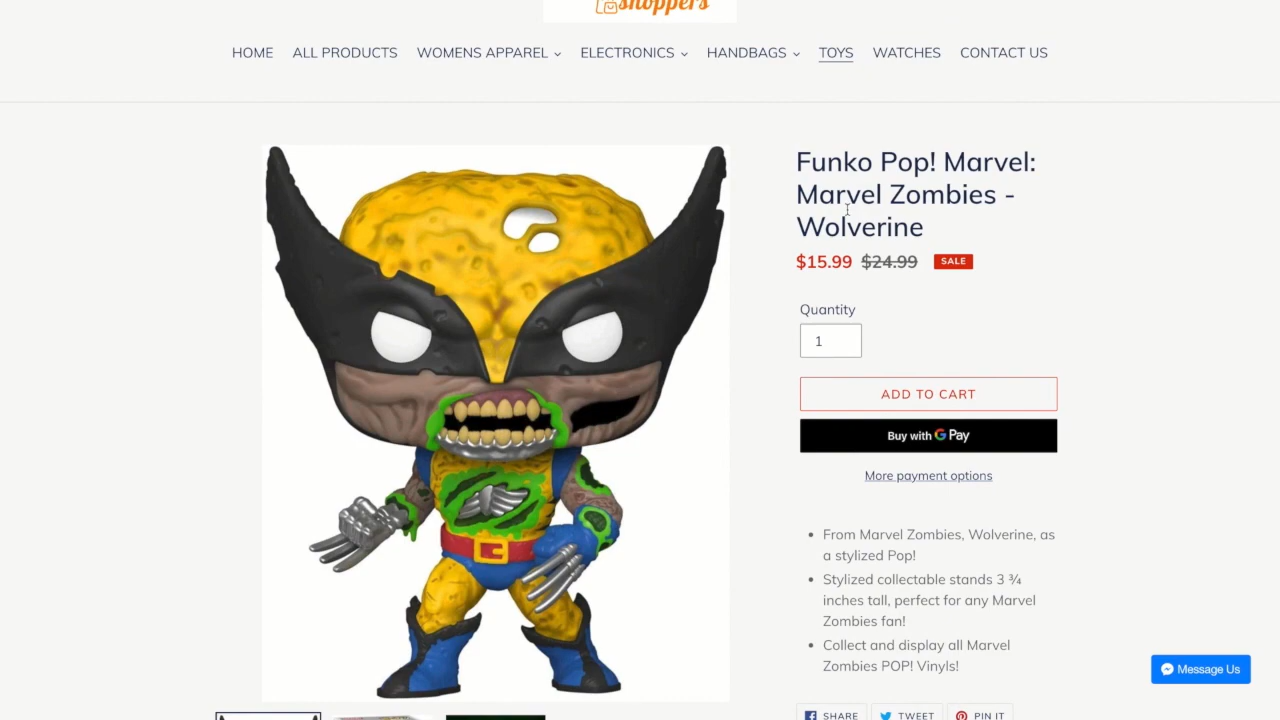 shoppers
HOME ALL PRODUCTS WOMENS APPAREL ELECTRONICS HANDBAGS TOYS WATCHES CONTACT US
Funko Pop! Marvel:
Marvel Zombies -
Wolverine
$15.99 $24.99 SALE
Quantity
1
ADD TO CART
Buy with G Pay
More payment options
• From Marvel Zombies, Wolverine, as
a stylized Pop!
• Stylized collectable stands 3 ¾
inches tall, perfect for any Marvel
Zombies fan!
• Collect and display all Marvel
Zombies POP! Vinyls!
Message Us
SHARE TWEET PIN IT